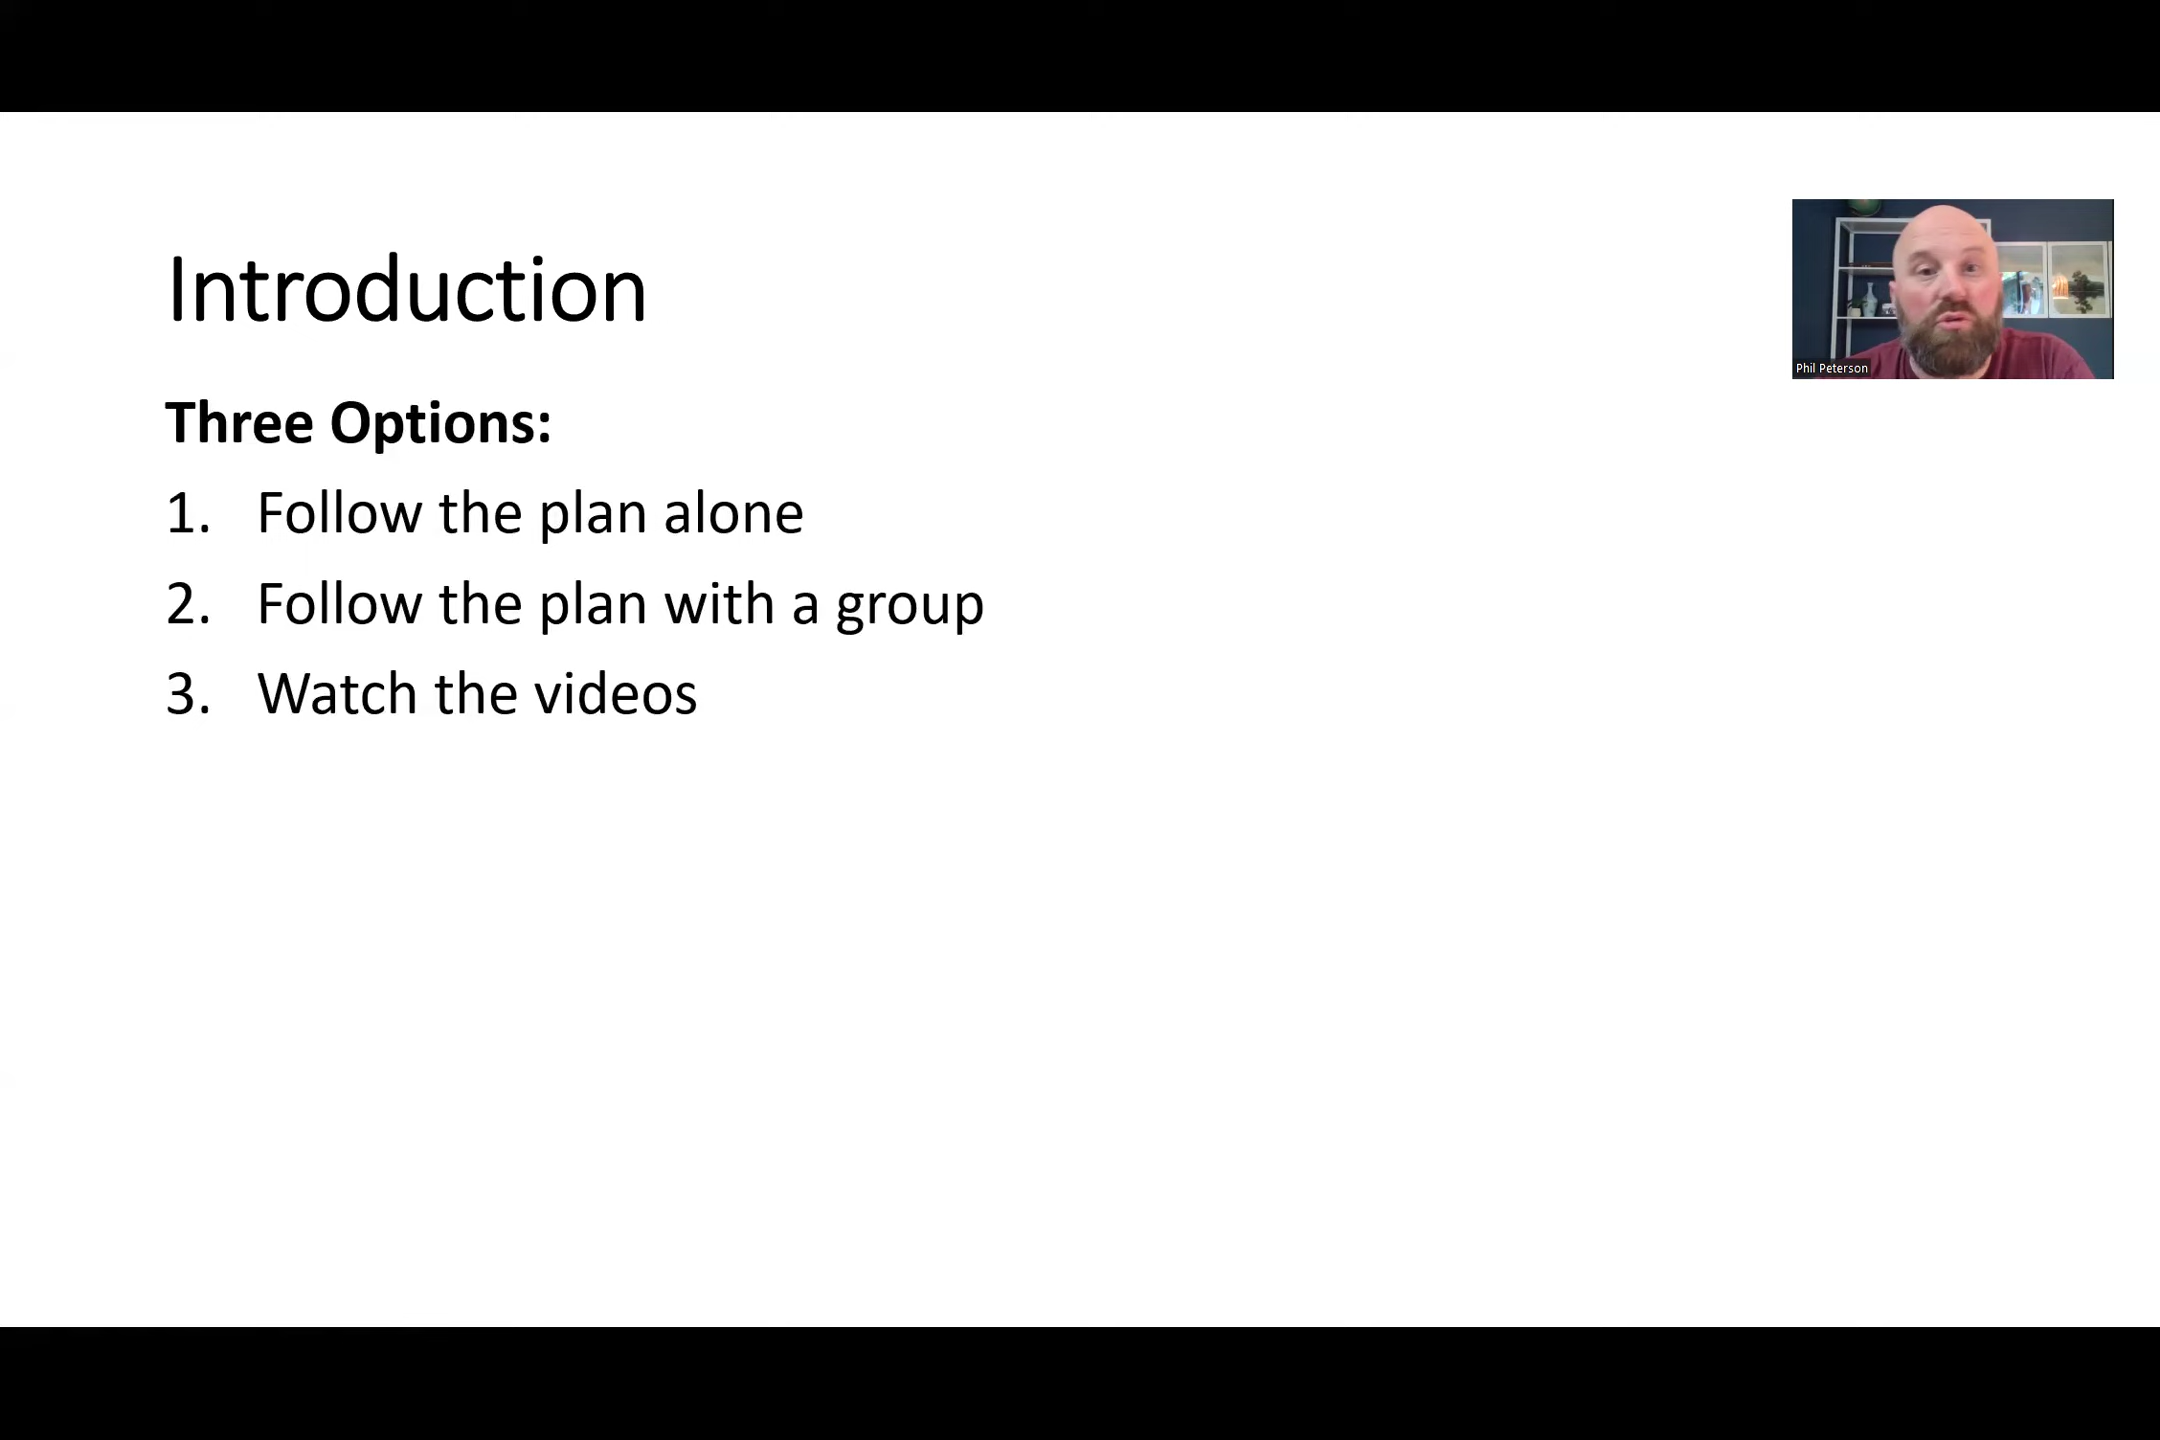 Introduction
Phil Peterson
Three Options:
1. Follow the plan alone
2. Follow the plan with a group
3. Watch the videos